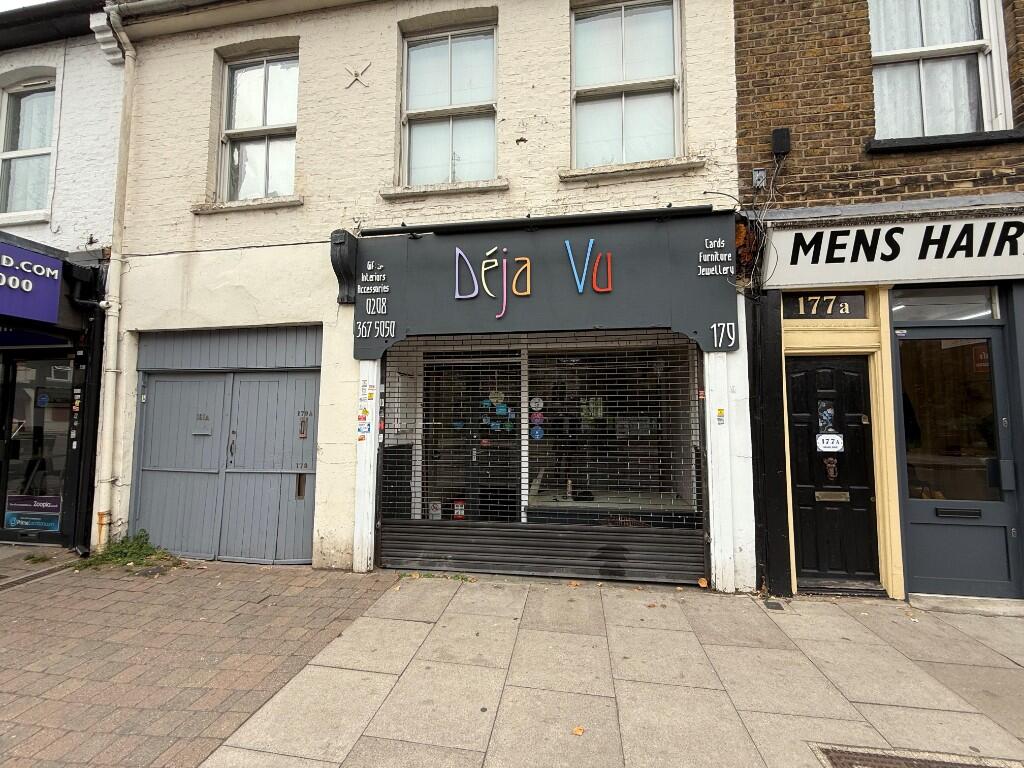 D.COM
000
Déja Vu
Interiors
Accessories
0208
367 5050
Cards
Furniture
Jewellery
179
MENS HAIR
177a
177A
179A
179
Zoopla